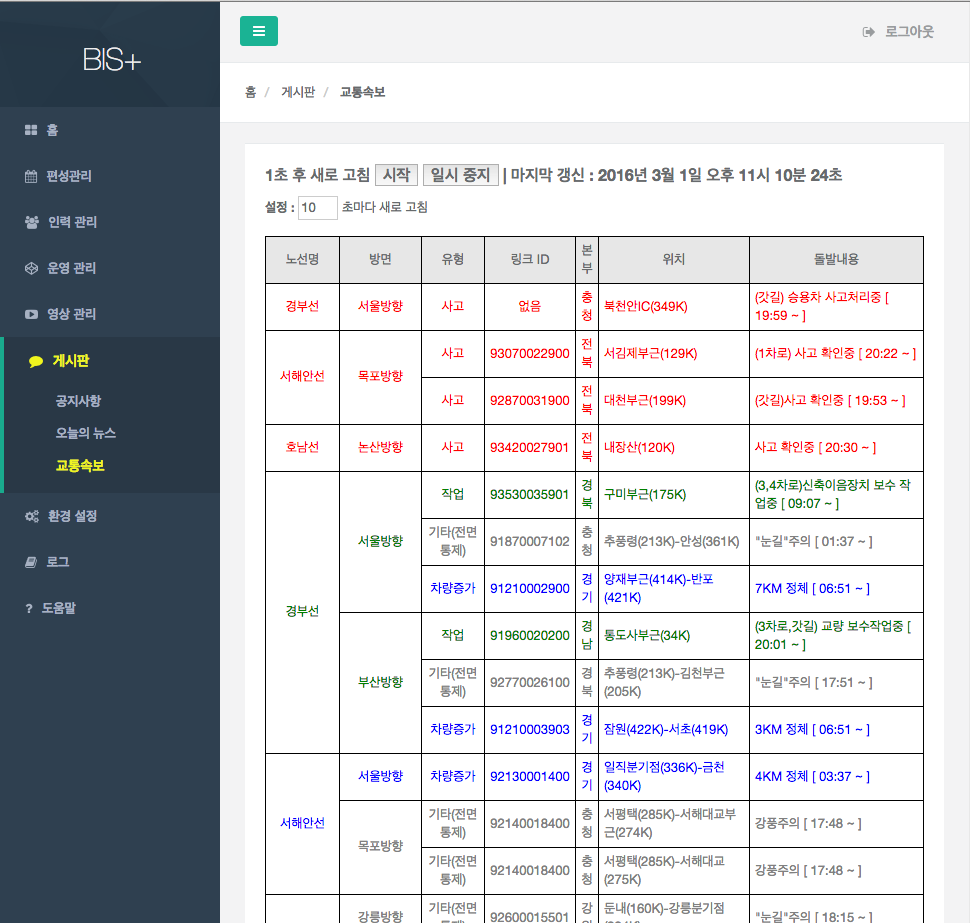 BIS+
로그아웃
홈
편성관리
인력 관리
운영 관리
영상 관리
게시판
공지사항
오늘의 뉴스
교통속보
환경 설정
로그
? 도움말
홈 / 게시판 / 교통속보
1초 후 새로 고침 시작 일시 중지 | 마지막 갱신 : 2016년 3월 1일 오후 11시 10분 24초
설정 : 10 초마다 새로 고침
노선명 방면 유형 링크 ID 본부 위치 돌발내용
경부선 서울방향 사고 없음 충청 북천안IC(349K) (갓길) 승용차 사고처리중 [
19:59 ~ ]
서해안선 목포방향 사고 93070022900 전북 서김제부근(129K) (1차로) 사고 확인중 [ 20:22 ~ ]
사고 92870031900 전북 대천부근(199K) (갓길)사고 확인중 [ 19:53 ~ ]
호남선 논산방향 사고 93420027901 전북 내장산(120K) 사고 확인중 [ 20:30 ~ ]
경부선 서울방향 작업 93530035901 경북 구미부근(175K) (3,4차로)신축이음장치 보수 작
업중 [ 09:07 ~ ]
기타(전면
통제) 91870007102 충청 추풍령(213K)-안성(361K) "눈길"주의 [ 01:37 ~ ]
차량증가 91210002900 경기 양재부근(414K)-반포
(421K) 7KM 정체 [ 06:51 ~ ]
부산방향 작업 91960020200 경남 통도사부근(34K) (3차로,갓길) 교량 보수작업중 [
20:01 ~ ]
기타(전면
통제) 92770026100 경북 추풍령(213K)-김천부근
(205K) "눈길"주의 [ 17:51 ~ ]
차량증가 91210003903 경기 잠원(422K)-서초(419K) 3KM 정체 [ 06:51 ~ ]
서해안선 서울방향 차량증가 92130001400 경기 일직분기점(336K)-금천
(340K) 4KM 정체 [ 03:37 ~ ]
목포방향 기타(전면
통제) 92140018400 충청 서평택(285K)-서해대교부
근(274K) 강풍주의 [ 17:48 ~ ]
기타(전면
통제) 92140018400 충청 서평택(285K)-서해대교
(275K) 강풍주의 [ 17:48 ~ ]
강릉방향 기타(전면 92600015501 강 둔내(160K)-강릉분기점 "눈길"주의 [ 18:15 ~ ]